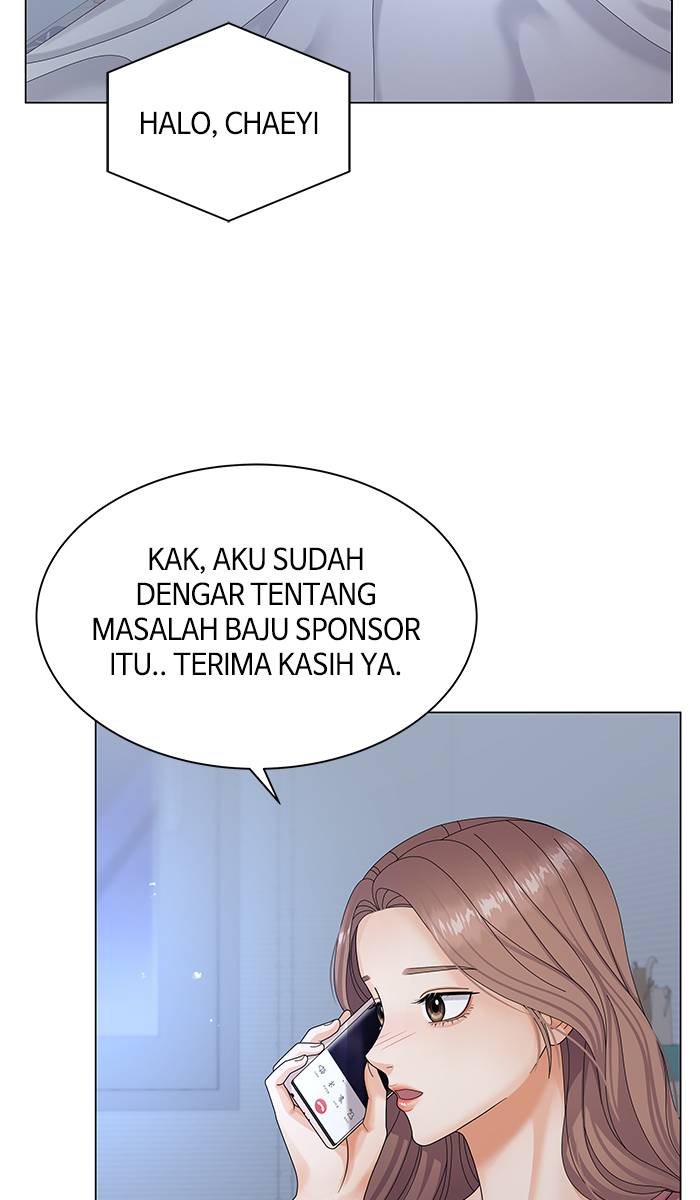 HALO, CHAEYI
KAK, AKU SUDAH
DENGAR TENTANG
MASALAH BAJU SPONSOR
ITU.. TERIMA KASIH YA.